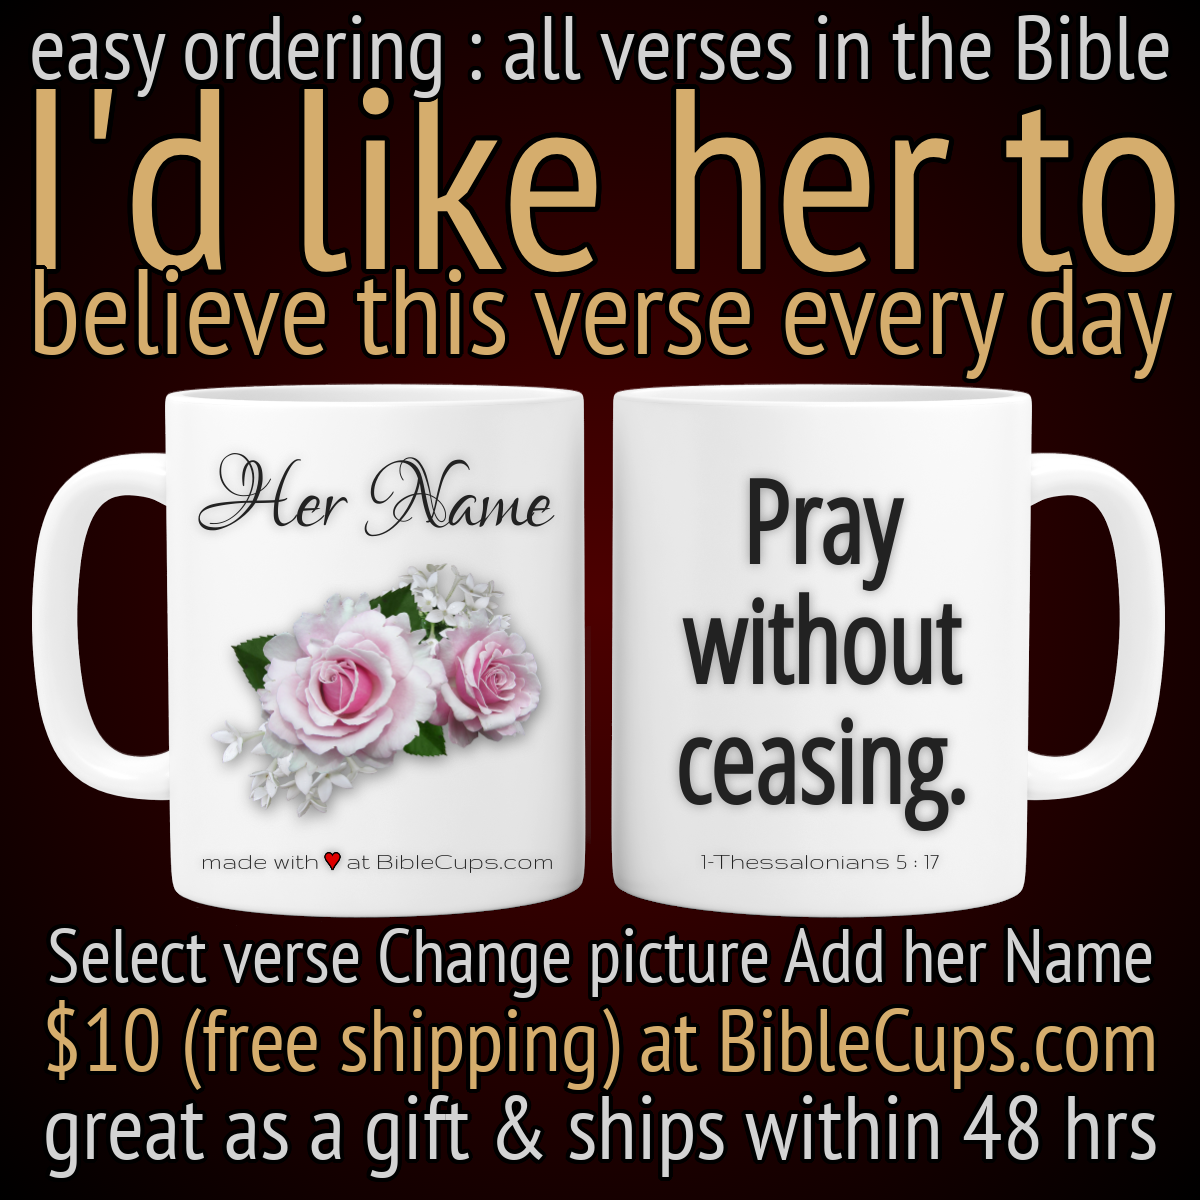 easy ordering : all verses in the Bible
I'd like her to
believe this verse every day
Her Name
made with ♥ at BibleCups.com
Pray
without
ceasing.
1-Thessalonians 5 : 17
Select verse Change picture Add her Name
$10 (free shipping) at BibleCups.com
great as a gift & ships within 48 hrs